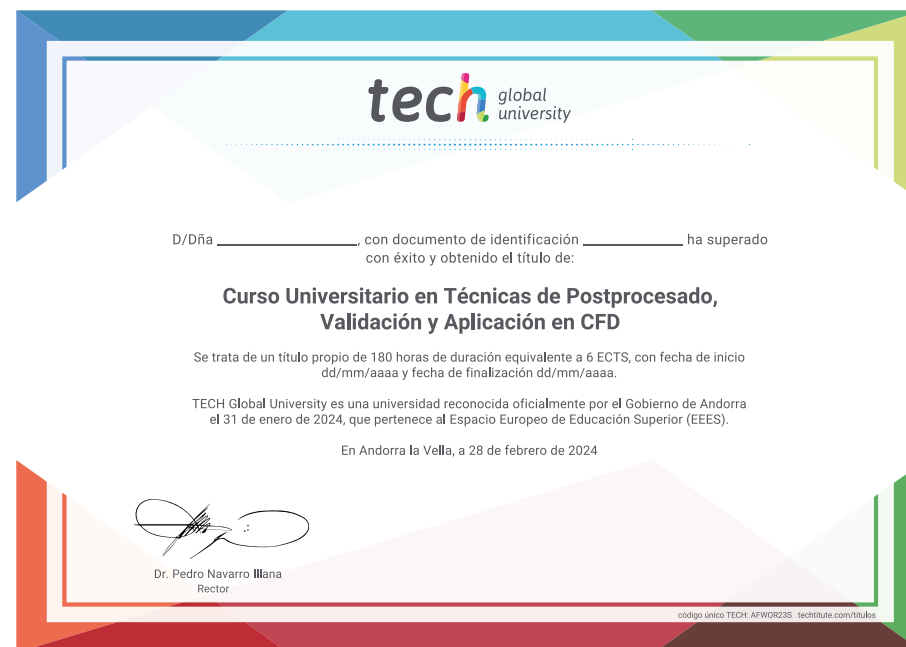 tech global university
D/Dña ____________________, con documento de identificación ______________ ha superado
con éxito y obtenido el título de:
Curso Universitario en Técnicas de Postprocesado,
Validación y Aplicación en CFD
Se trata de un título propio de 180 horas de duración equivalente a 6 ECTS, con fecha de inicio
dd/mm/aaaa y fecha de finalización dd/mm/aaaa.
TECH Global University es una universidad reconocida oficialmente por el Gobierno de Andorra
el 31 de enero de 2024, que pertenece al Espacio Europeo de Educación Superior (EEES).
En Andorra la Vella, a 28 de febrero de 2024
Dr. Pedro Navarro Illana
Rector
código único TECH: AFWOR23S techtitute.com/titulos